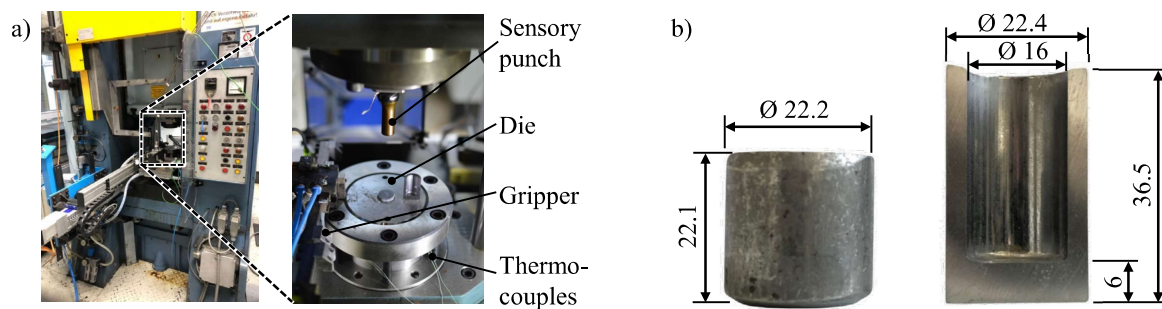 a)
Sensory
punch
Die
Gripper
Thermo-
couples
b)
Ø 22.2
22.1
Ø 22.4
Ø 16
36.5
6